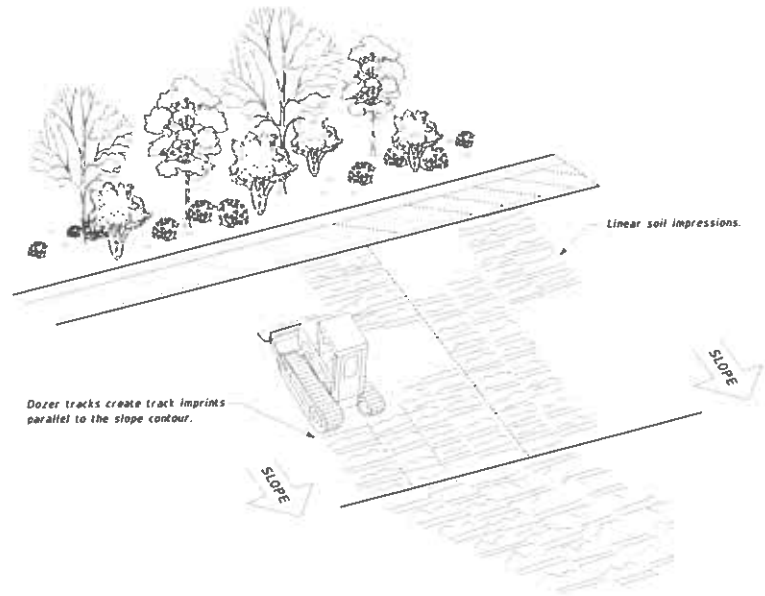 Linear soil impressions.
SLOPE
Dozer tracks create track imprints
parallel to the slope contour.
SLOPE